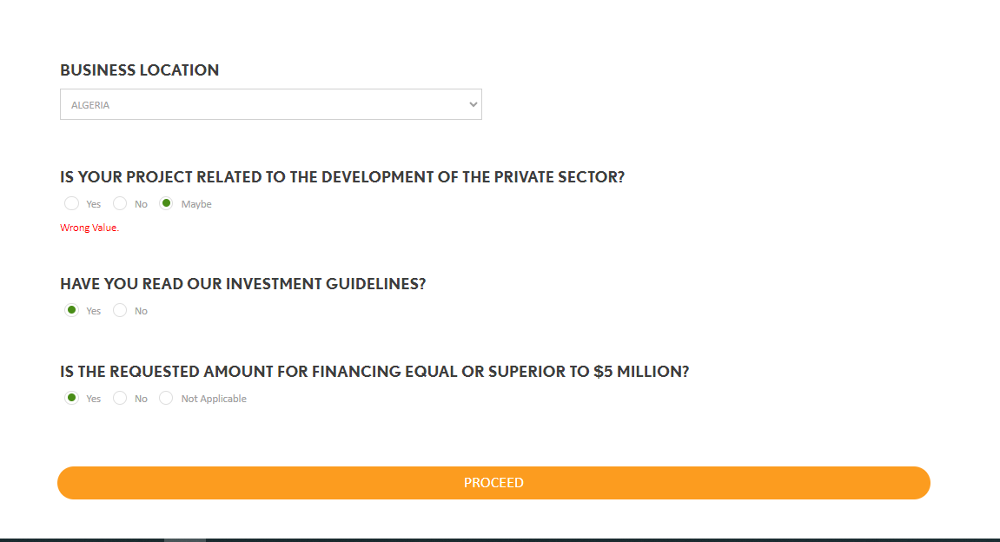 BUSINESS LOCATION
ALGERIA
IS YOUR PROJECT RELATED TO THE DEVELOPMENT OF THE PRIVATE SECTOR?
Yes No Maybe
Wrong Value.
HAVE YOU READ OUR INVESTMENT GUIDELINES?
Yes No
IS THE REQUESTED AMOUNT FOR FINANCING EQUAL OR SUPERIOR TO $5 MILLION?
Yes No Not Applicable
PROCEED